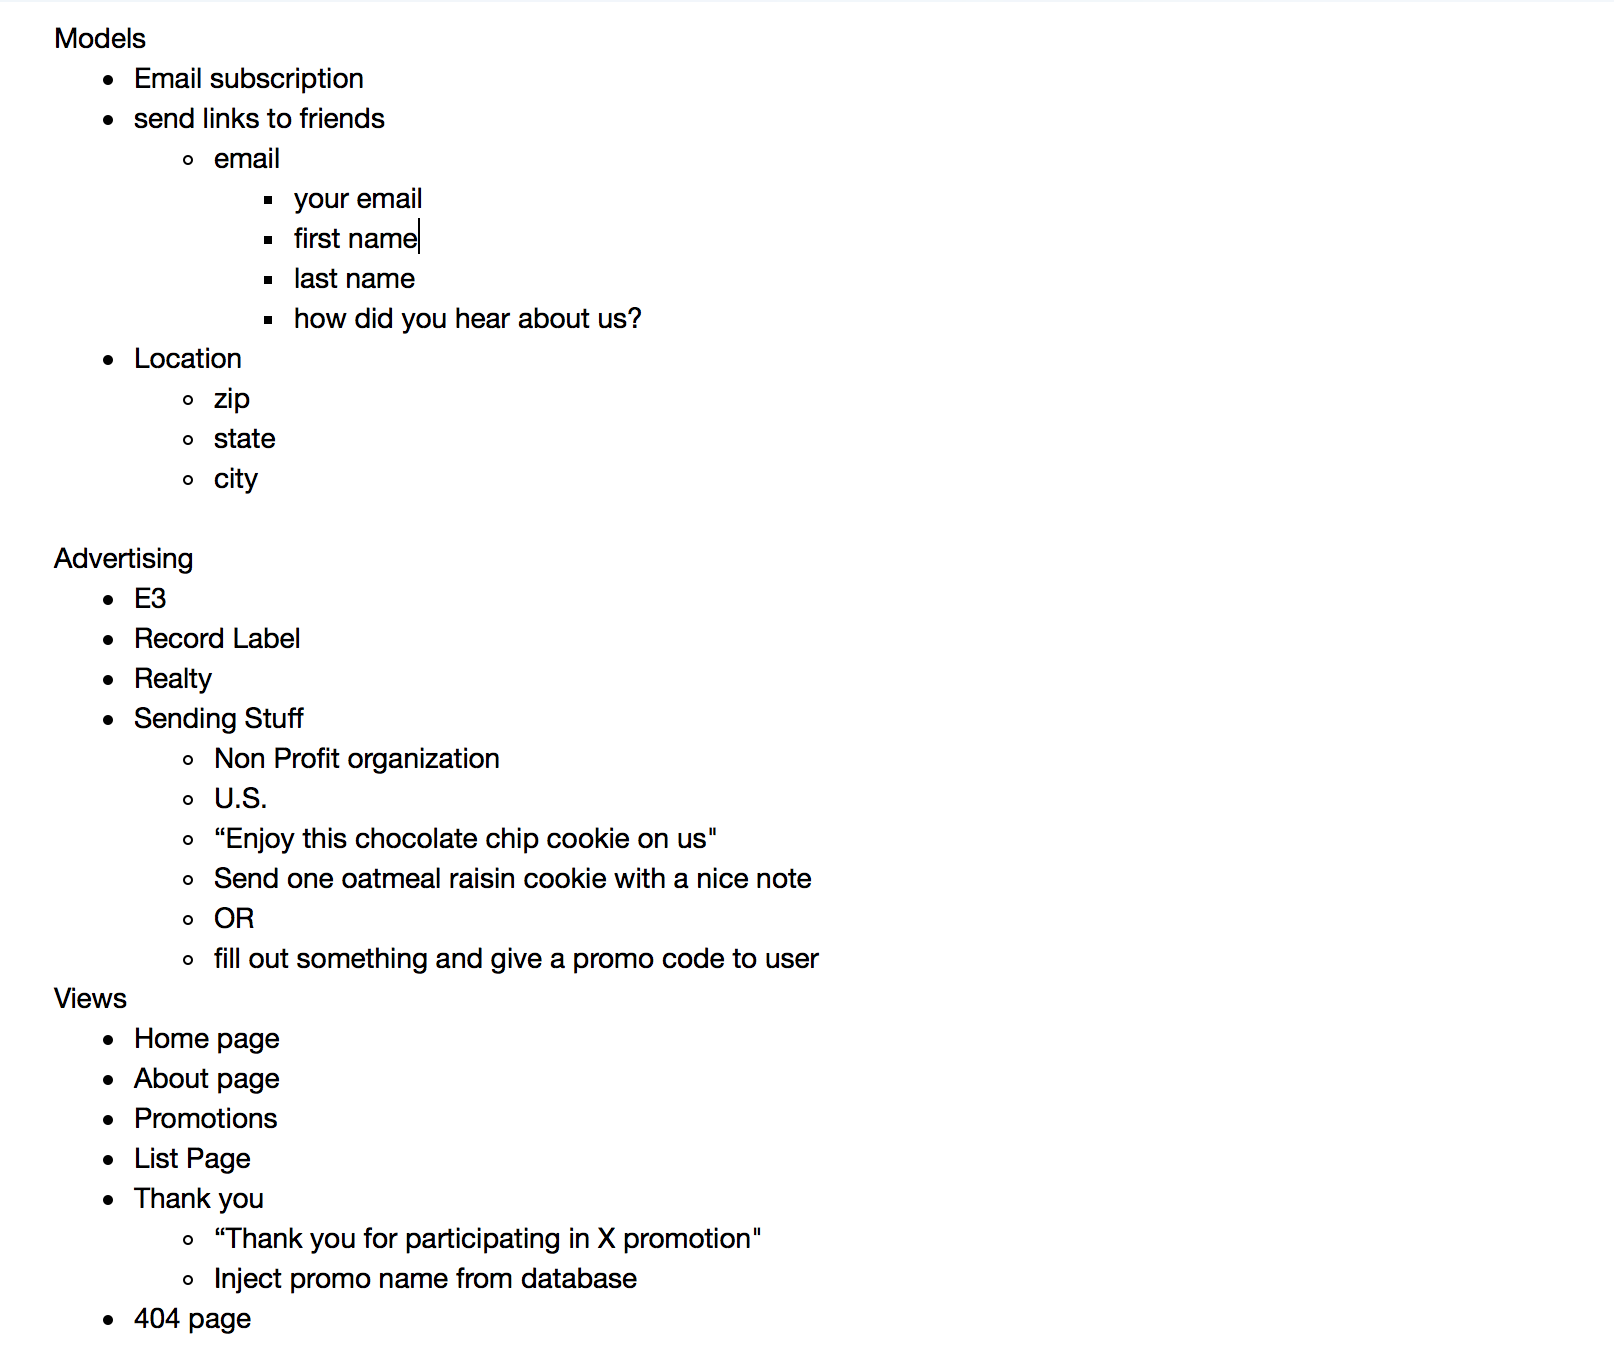 Models
Email subscription
send links to friends
email
your email
first name
last name
how did you hear about us?
Location
zip
state
city
Advertising
E3
Record Label
Realty
Sending Stuff
Non Profit organization
U.S.
“Enjoy this chocolate chip cookie on us"
Send one oatmeal raisin cookie with a nice note
OR
fill out something and give a promo code to user
Views
Home page
About page
Promotions
List Page
Thank you
“Thank you for participating in X promotion"
Inject promo name from database
404 page